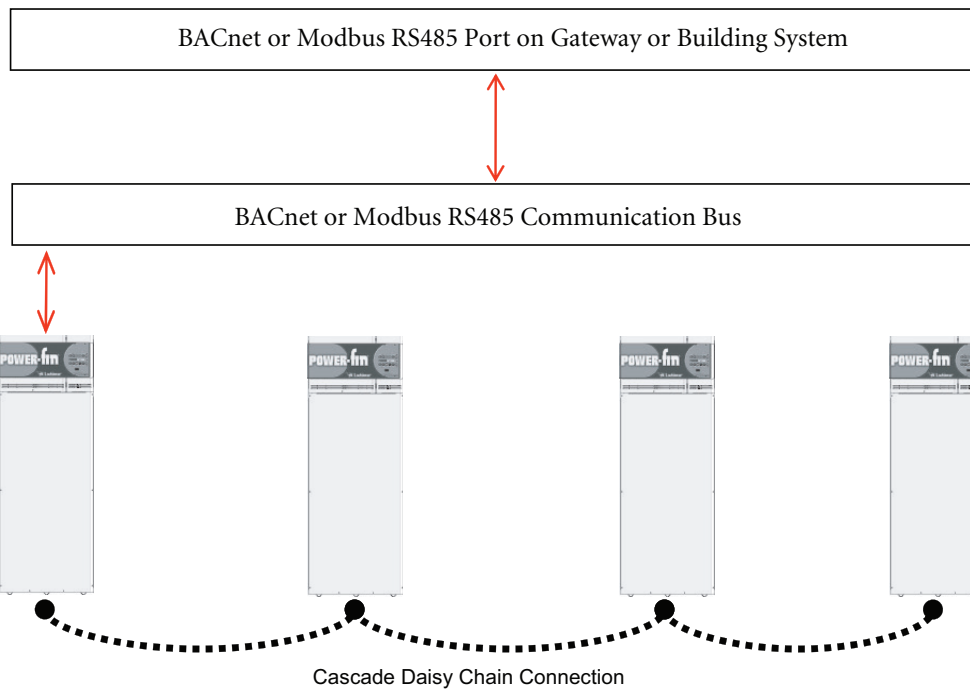 BACnet or Modbus RS485 Port on Gateway or Building System
BACnet or Modbus RS485 Communication Bus
POWER-fin
POWER-fin
POWER-fin
POWER-fin
Cascade Daisy Chain Connection